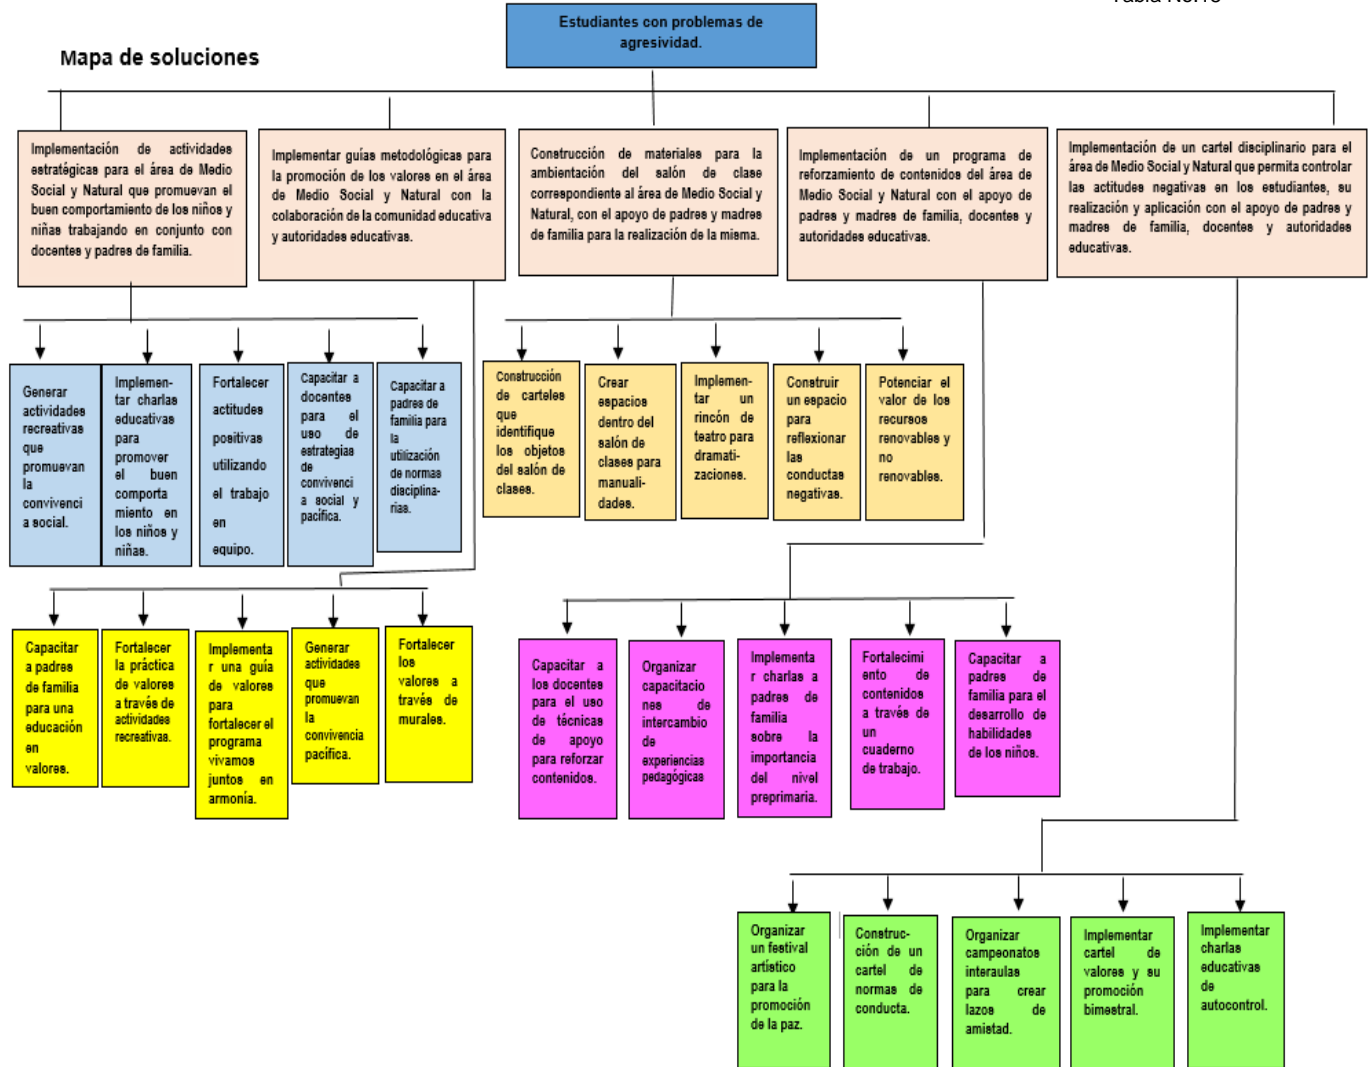 Tabla No.18
Estudiantes con problemas de
agresividad.
Mapa de soluciones
Implementación de actividades
estratégicas para el área de Medio
Social y Natural que promuevan el
buen comportamiento de los niños y
niñas trabajando en conjunto con
docentes y padres de familia.
Implementar guías metodológicas para
la promoción de los valores en el área
de Medio Social y Natural con la
colaboración de la comunidad educativa
y autoridades educativas.
Construcción de materiales para la
ambientación del salón de clase
correspondiente al área de Medio Social y
Natural, con el apoyo de padres y madres
de familia para la realización de la misma.
Implementación de un programa de
reforzamiento de contenidos del área de
Medio Social y Natural con el apoyo de
padres y madres de familia, docentes y
autoridades educativas.
Implementación de un cartel disciplinario para el
área de Medio Social y Natural que permita controlar
las actitudes negativas en los estudiantes, su
realización y aplicación con el apoyo de padres y
madres de familia, docentes y autoridades
educativas.
Generar
actividades
recreativas
que
promuevan
la
convivenci
a social.
Implemen-
tar charlas
educativas
para
promover
el buen
comporta
miento en
los niños y
niñas.
Fortalecer
actitudes
positivas
utilizando
el trabajo
en
equipo.
Capacitar a
docentes
para el
uso de
estrategias
de
convivenci
a social y
pacífica.
Capacitar a
padres de
familia para
la
utilización
de normas
disciplina-
rias.
Construcción
de carteles
que
identifique
los objetos
del salón de
clases.
Crear
espacios
dentro del
salón de
clases para
manuali-
dades.
Implemen-
tar un
rincón de
teatro para
dramati-
zaciones.
Construir
un espacio
para
reflexionar
las
conductas
negativas.
Potenciar el
valor de los
recursos
renovables y
no
renovables.
Capacitar
a padres
de familia
para una
educación
en
valores.
Fortalecer
la práctica
de valores
a través de
actividades
recreativas.
Implementa
r una guía
de valores
para
fortalecer el
programa
vivamos
juntos en
armonía.
Generar
actividades
que
promuevan
la
convivencia
pacífica.
Fortalecer
los
valores a
través de
murales.
Capacitar a
los docentes
para el uso
de técnicas
de apoyo
para reforzar
contenidos.
Organizar
capacitacio
nes de
intercambio
de
experiencias
pedagógicas
Implementa
r charlas a
padres de
familia
sobre la
importancia
del nivel
preprimaria.
Fortalecimi
ento de
contenidos
a través de
un
cuaderno
de trabajo.
Capacitar a
padres de
familia para el
desarrollo de
habilidades
de los niños.
Organizar
un festival
artístico
para la
promoción
de la paz.
Construc-
ción de un
cartel de
normas de
conducta.
Organizar
campeonatos
interaulas
para crear
lazos de
amistad.
Implementar
cartel de
valores y su
promoción
bimestral.
Implementar
charlas
educativas
de
autocontrol.